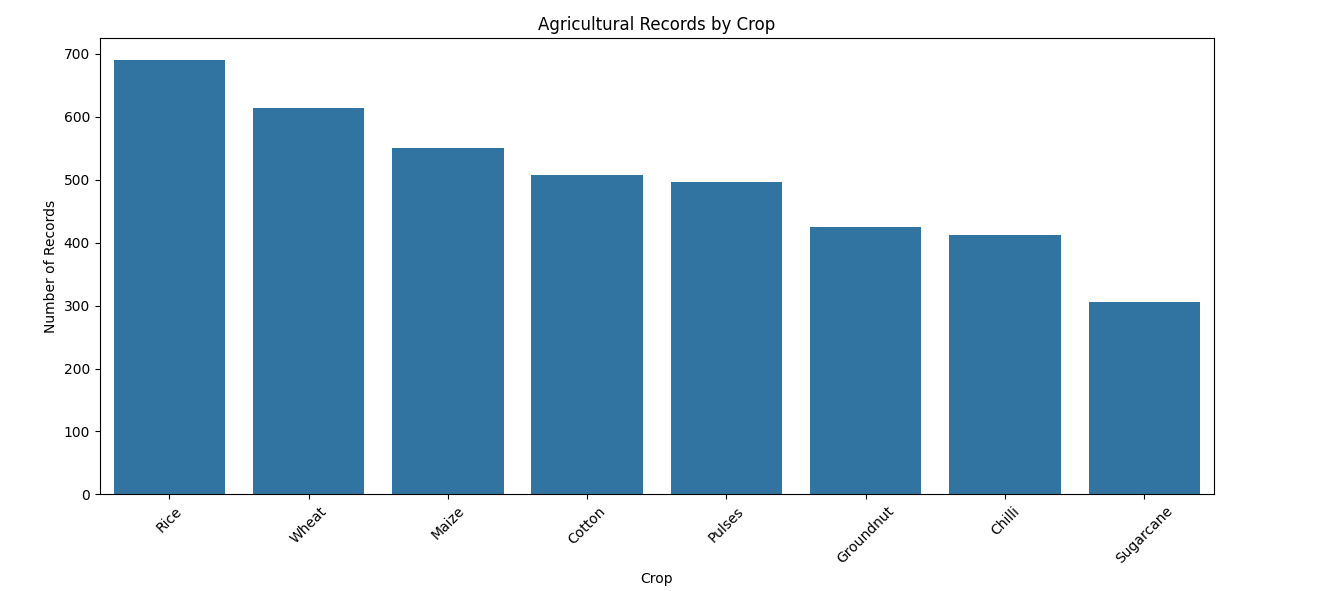 Agricultural Records by Crop
Number of Records
700
600
500
400
300
200
100
0
Rice
Wheat
Maize
Cotton
Pulses
Groundnut
Chilli
Sugarcane
Crop